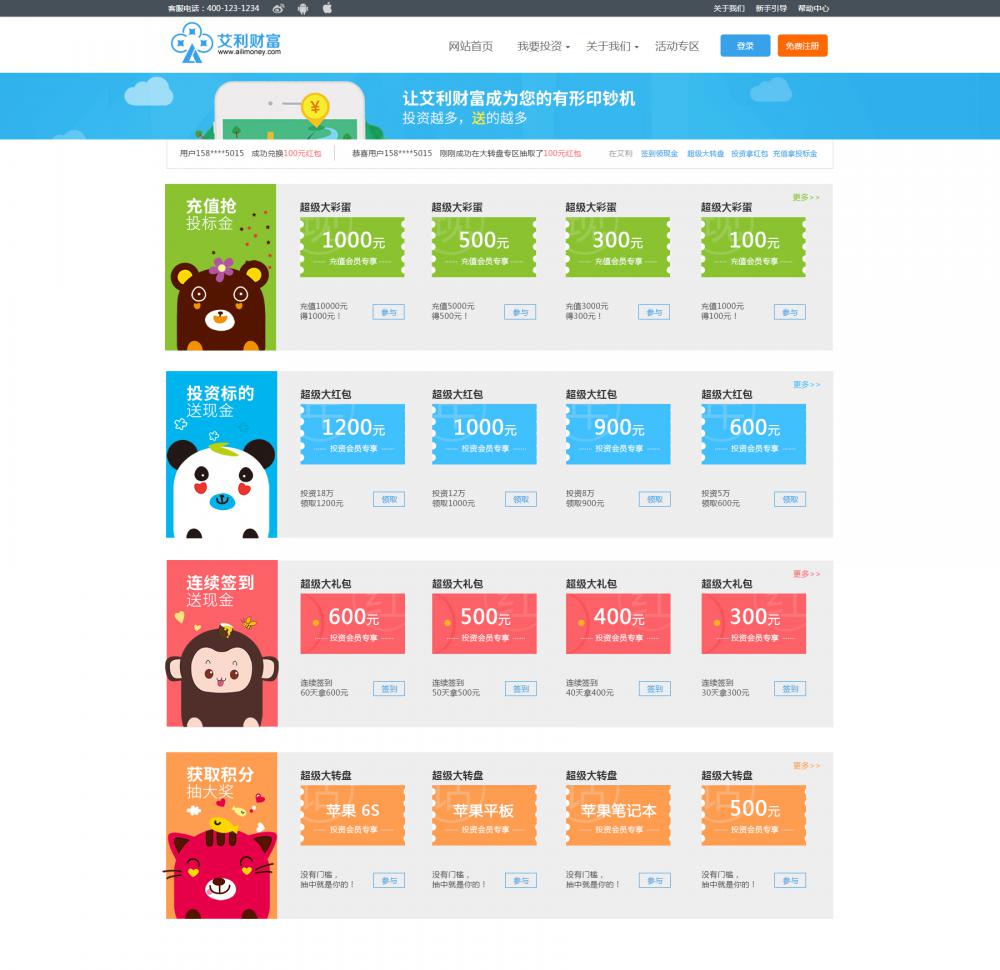 客服电话：400-123-1234
关于我们 新手引导 帮助中心
艾利财富
www.ailimoney.com
网站首页 我要投资 关于我们 活动专区 登录 免费注册
让艾利财富成为您的有形印钞机
投资越多，送的越多
用户158****5015 成功兑换100元红包 恭喜用户158****5015 刚刚成功在大转盘专区抽取了100元红包 在艾利 签到领现金 超级大转盘 投资拿红包 充值拿投标金
充值抢
投标金
更多>>
超级大彩蛋 超级大彩蛋 超级大彩蛋 超级大彩蛋
1000元 500元 300元 100元
充值会员专享 充值会员专享 充值会员专享 充值会员专享
充值10000元 充值5000元 充值3000元 充值1000元
得1000元！ 得500元！ 得300元！ 得100元！
参与 参与 参与 参与
投资标的
送现金
更多>>
超级大红包 超级大红包 超级大红包 超级大红包
1200元 1000元 900元 600元
投资会员专享 投资会员专享 投资会员专享 投资会员专享
投资18万 投资12万 投资8万 投资5万
领取1200元 领取1000元 领取900元 领取600元
领取 领取 领取 领取
连续签到
送现金
更多>>
超级大礼包 超级大礼包 超级大礼包 超级大礼包
600元 500元 400元 300元
投资会员专享 投资会员专享 投资会员专享 投资会员专享
连续签到 连续签到 连续签到 连续签到
60天拿600元 50天拿500元 40天拿400元 30天拿300元
签到 签到 签到 签到
获取积分
抽大奖
更多>>
超级大转盘 超级大转盘 超级大转盘 超级大转盘
苹果 6S 苹果平板 苹果笔记本 500元
投资会员专享 投资会员专享 投资会员专享 投资会员专享
没有门槛， 没有门槛， 没有门槛， 没有门槛，
抽中就是你的！ 抽中就是你的！ 抽中就是你的！ 抽中就是你的！
参与 参与 参与 参与